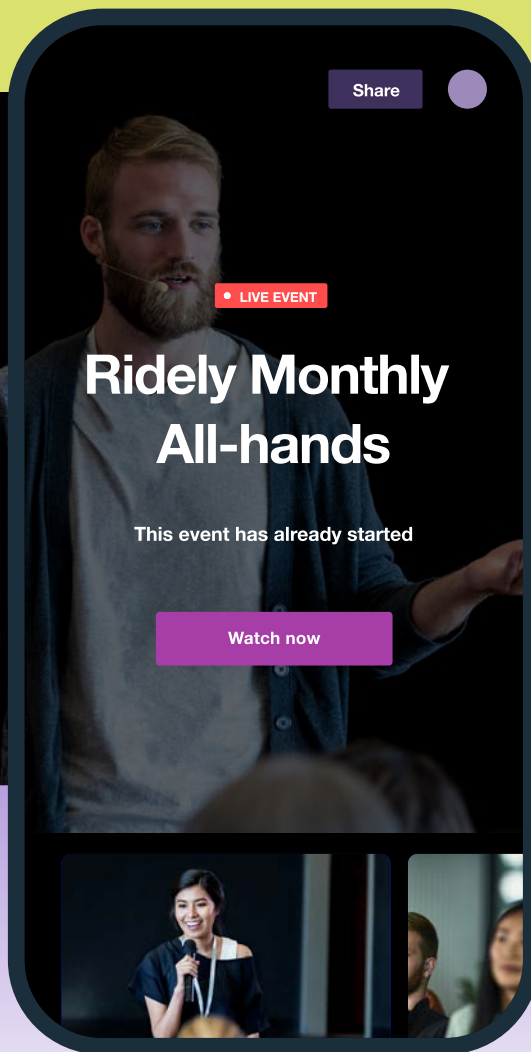 Share
LIVE EVENT
Ridely Monthly
All-hands
This event has already started
Watch now